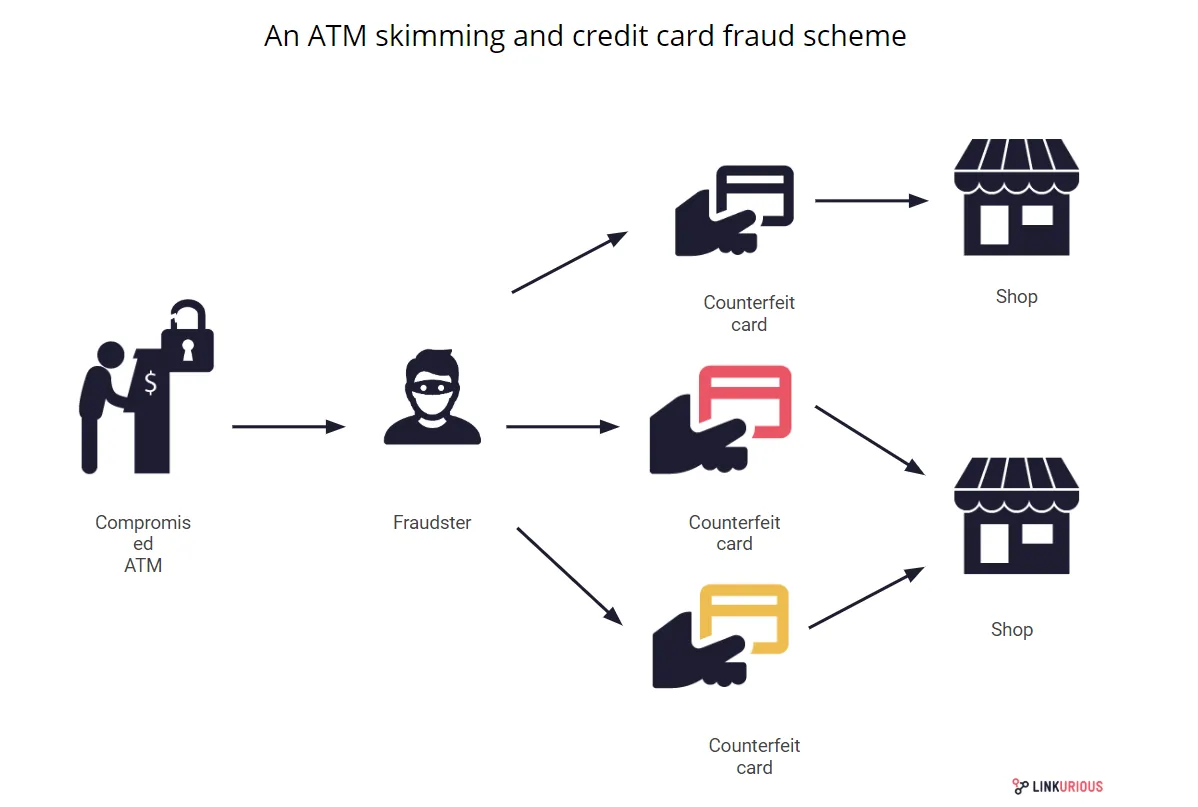 An ATM skimming and credit card fraud scheme
$
Counterfeit
card
Shop
Compromis
ed
ATM
Fraudster
Counterfeit
card
Shop
Counterfeit
card
LINKURIOUS